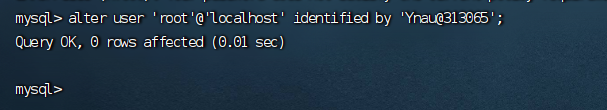 mysql> alter user 'root'@'localhost' identified by 'Ynau@313065';
Query OK, 0 rows affected (0.01 sec)
mysql>